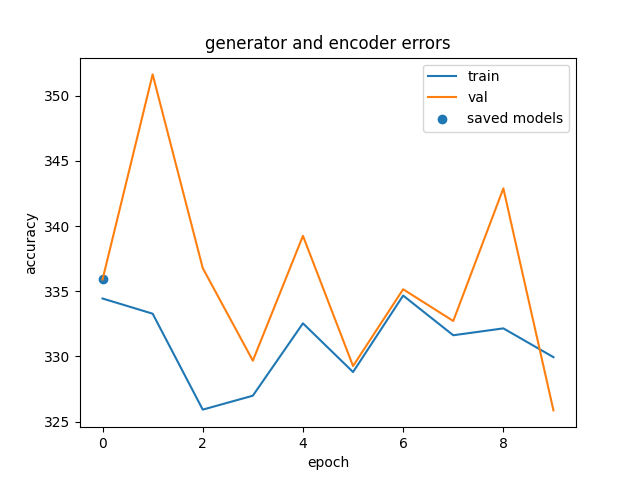 generator and encoder errors
train
val
saved models
350
345
340
335
330
325
accuracy
0 2 4 6 8
epoch